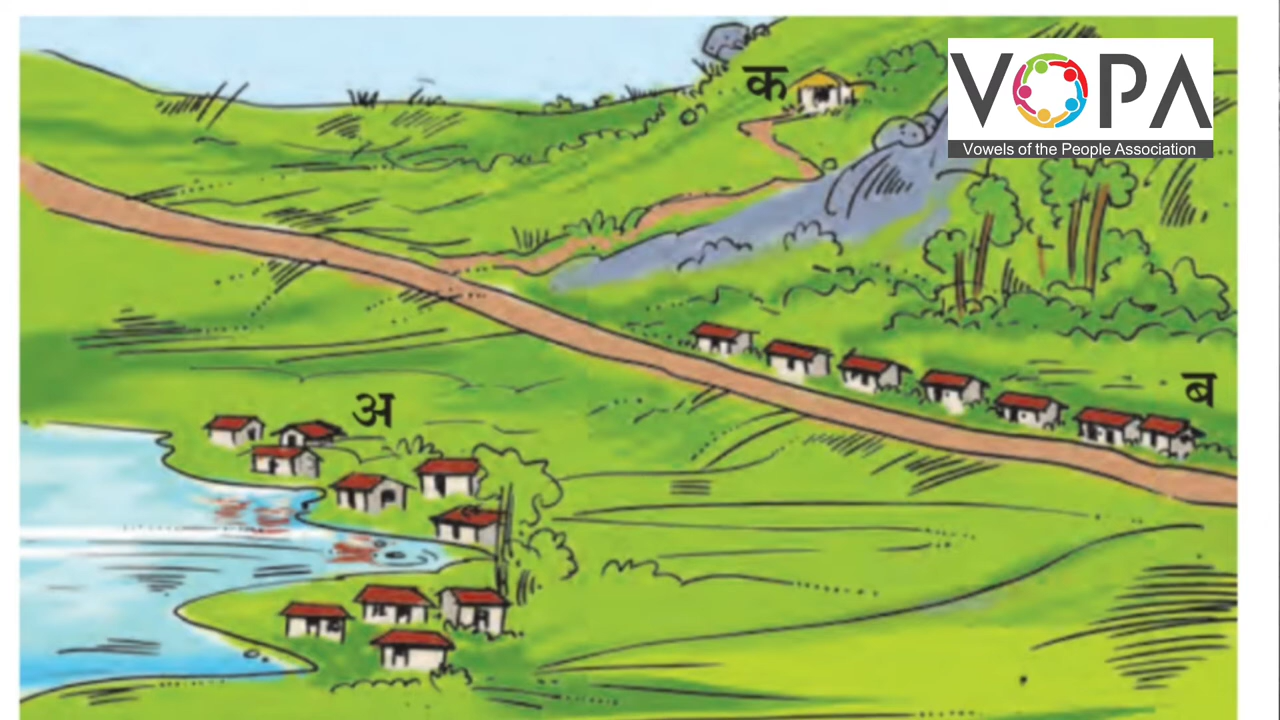 क
VOPA
Vowels of the People Association
ब
अ